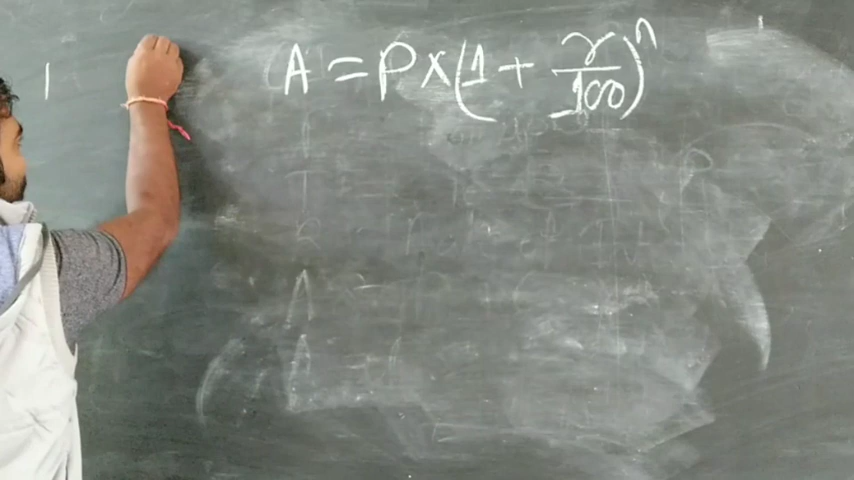 A = P × (1 + r/100)^n